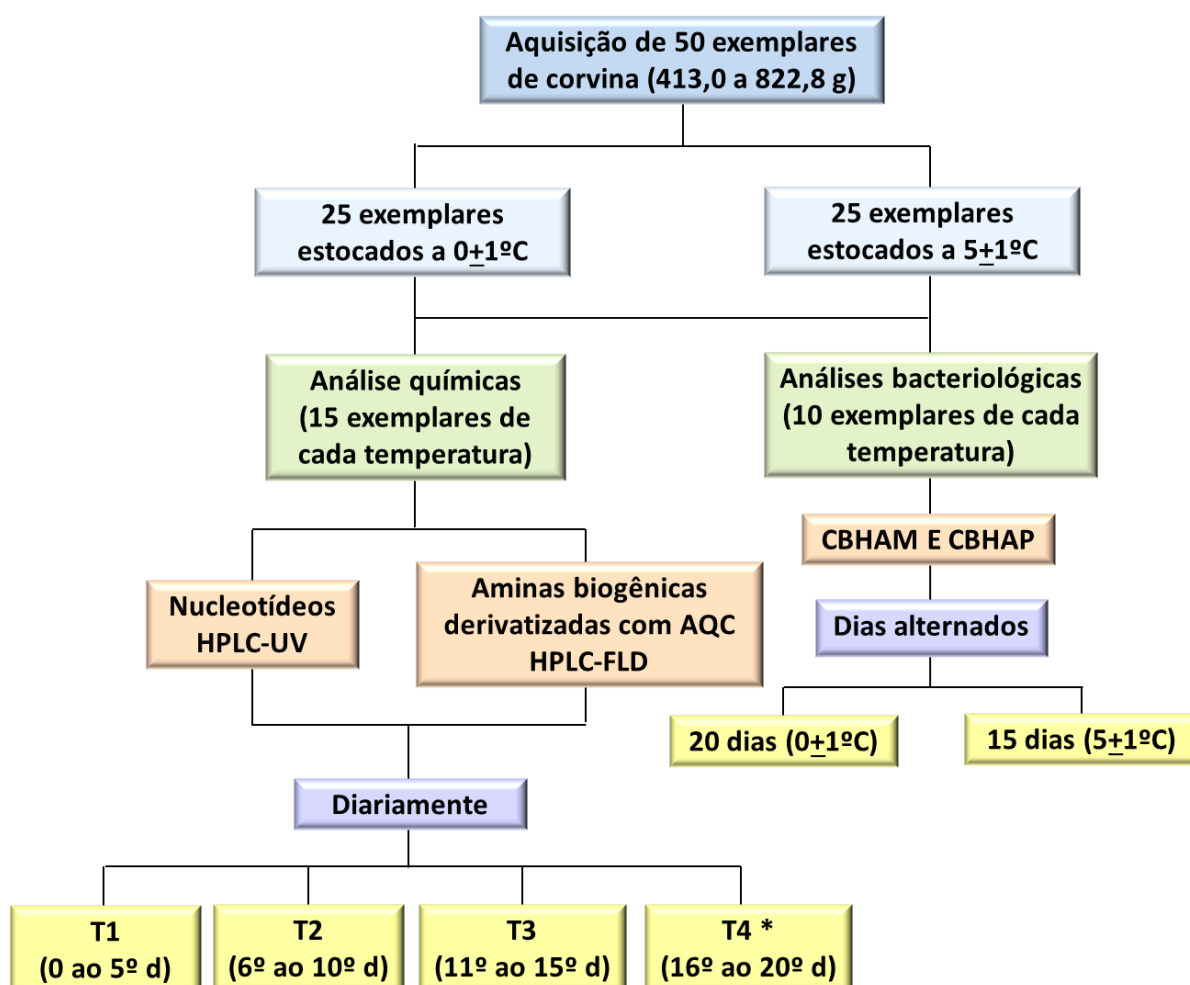 Aquisição de 50 exemplares
de corvina (413,0 a 822,8 g)
25 exemplares
estocados a 0±1ºC
25 exemplares
estocados a 5±1ºC
Análise químicas
(15 exemplares de
cada temperatura)
Análises bacteriológicas
(10 exemplares de cada
temperatura)
CBHAM E CBHAP
Nucleotídeos
HPLC-UV
Aminas biogênicas
derivatizadas com AQC
HPLC-FLD
Dias alternados
20 dias (0±1ºC)
15 dias (5±1ºC)
Diariamente
T1
(0 ao 5º d)
T2
(6º ao 10º d)
T3
(11º ao 15º d)
T4 *
(16º ao 20º d)